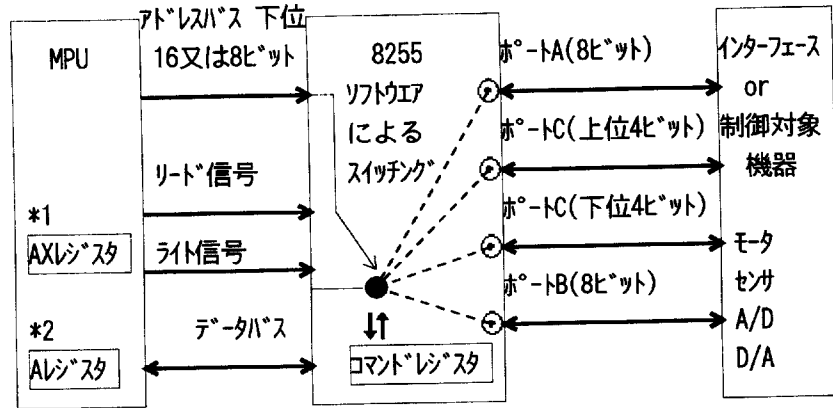 アドレスバス 下位
16又は8ビット
MPU
リード信号
*1
AXレジスタ
ライト信号
*2
Aレジスタ
データバス
8255
ソフトウエア
による
スイッチング
コマンドレジスタ
ポートA(8ビット)
ポートC(上位4ビット)
ポートC(下位4ビット)
ポートB(8ビット)
インターフェース
or
制御対象
機器
モータ
センサ
A/D
D/A